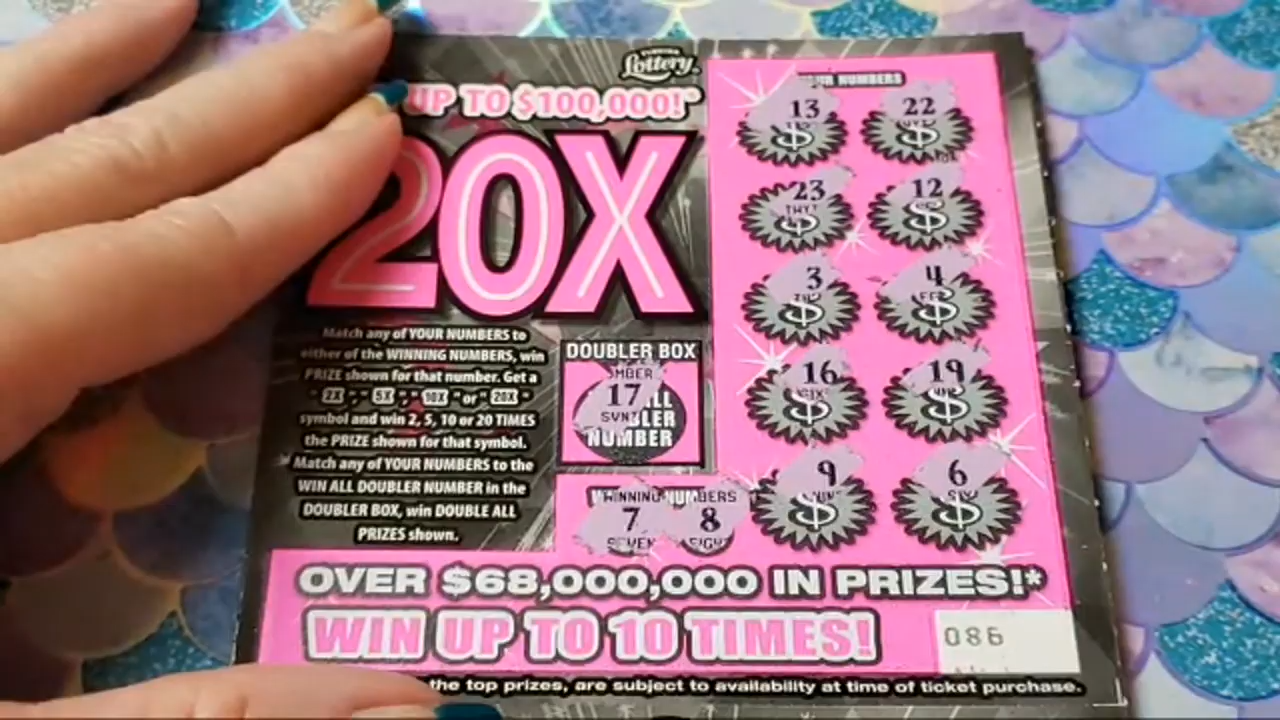 Lottery
UP TO $100,000!*
20X
Match any of YOUR NUMBERS to
either of the WINNING NUMBERS, win
PRIZE shown for that number. Get a
"2X", "5X", "10X" or "20X"
symbol and win 2, 5, 10 or 20 TIMES
the PRIZE shown for that symbol.
Match any of YOUR NUMBERS to the
WIN ALL DOUBLER NUMBER in the
DOUBLER BOX, win DOUBLE ALL
PRIZES shown.
DOUBLER BOX
17
SVNT
NUMBER
WINNING NUMBERS
7 8
SEVEN EIGHT
NUMBERS
13 22
$ $
23 12
$ $
3 4
$ $
16 19
$ $
9 6
$ $
OVER $68,000,000 IN PRIZES!*
WIN UP TO 10 TIMES!
086
the top prizes, are subject to availability at time of ticket purchase.